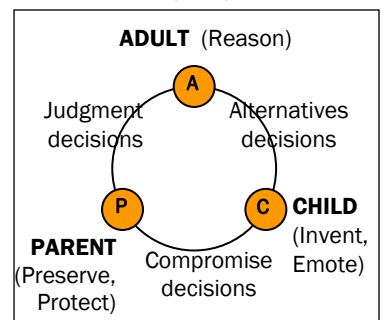 ADULT (Reason)
A
Judgment
decisions
Alternatives
decisions
P
C
CHILD
(Invent,
Emote)
PARENT
(Preserve,
Protect)
Compromise
decisions